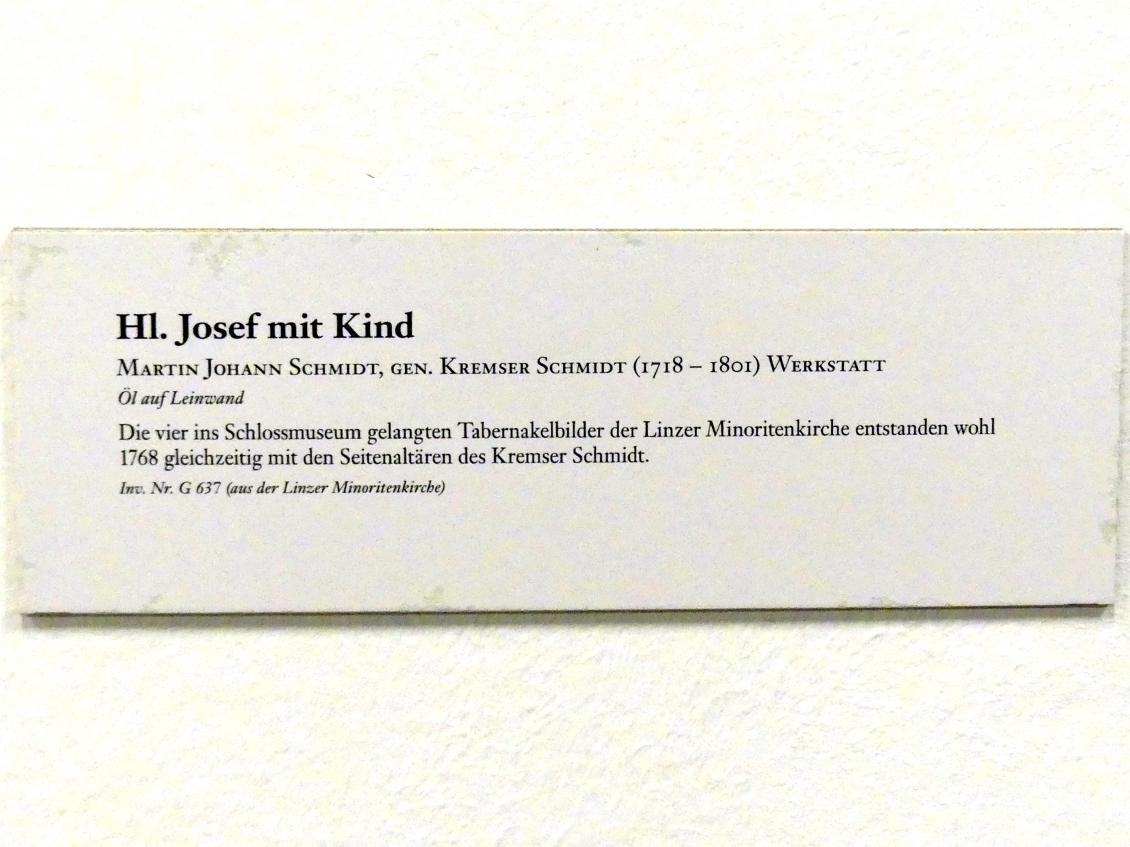 Hl. Josef mit Kind
Martin Johann Schmidt, gen. Kremser Schmidt (1718 – 1801) Werkstatt
Öl auf Leinwand
Die vier ins Schlossmuseum gelangten Tabernakelbilder der Linzer Minoritenkirche entstanden wohl
1768 gleichzeitig mit den Seitenaltären des Kremser Schmidt.
Inv. Nr. G 637 (aus der Linzer Minoritenkirche)